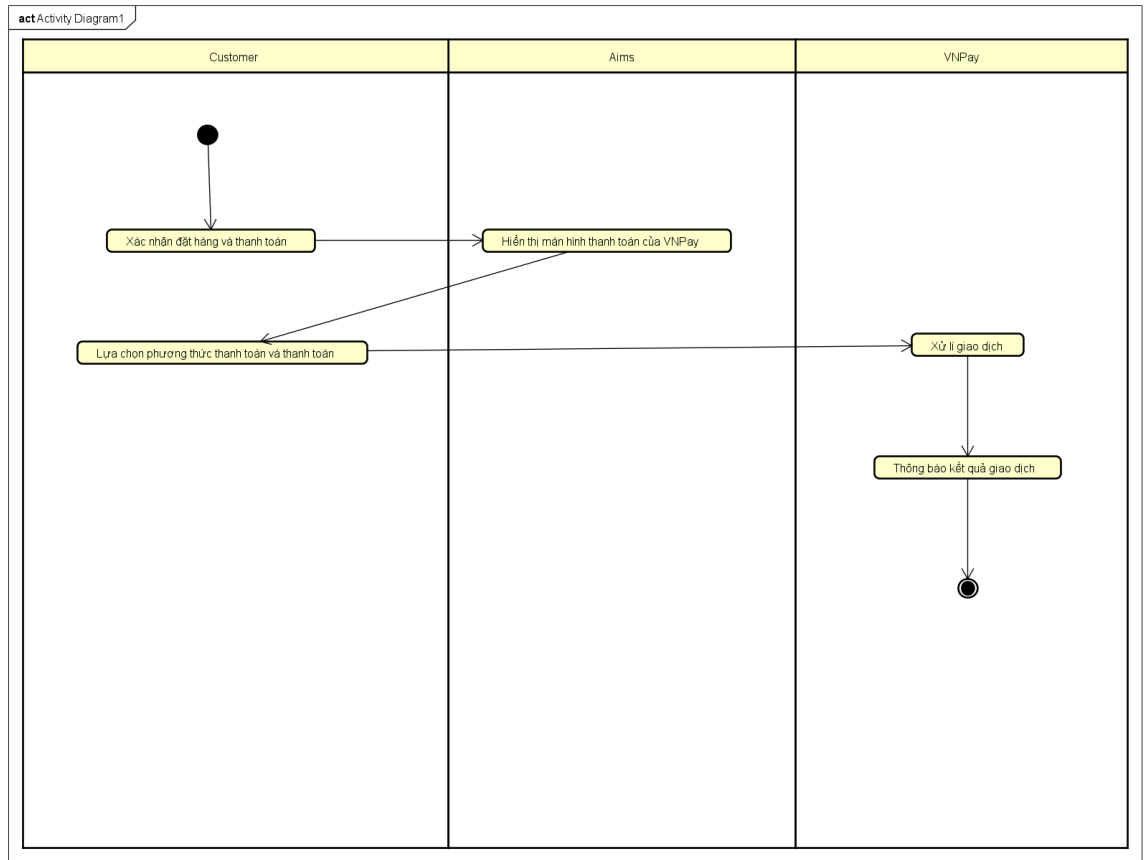 act Activity Diagram1
Customer
Aims
VNPay
Xác nhận đặt hàng và thanh toán
Hiển thị màn hình thanh toán của VNPay
Lựa chọn phương thức thanh toán và thanh toán
Xử lí giao dịch
Thông báo kết quả giao dịch